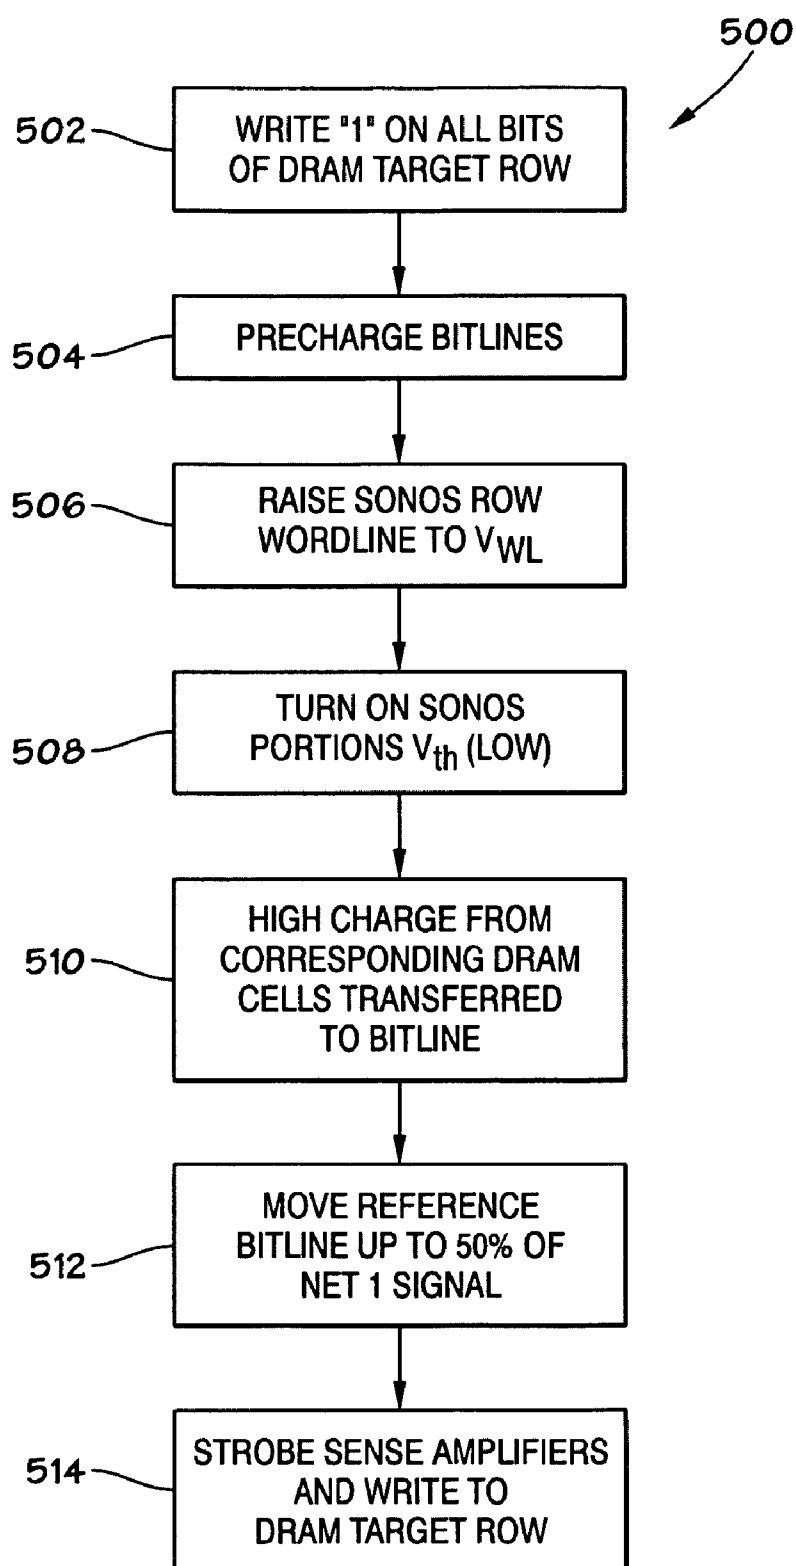 500
502
WRITE "1" ON ALL BITS
OF DRAM TARGET ROW
504
PRECHARGE BITLINES
506
RAISE SONOS ROW
WORDLINE TO VWL
508
TURN ON SONOS
PORTIONS Vth (LOW)
510
HIGH CHARGE FROM
CORRESPONDING DRAM
CELLS TRANSFERRED
TO BITLINE
512
MOVE REFERENCE
BITLINE UP TO 50% OF
NET 1 SIGNAL
514
STROBE SENSE AMPLIFIERS
AND WRITE TO
DRAM TARGET ROW